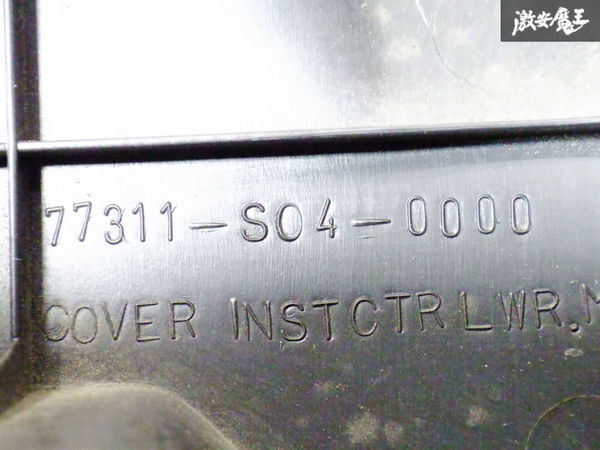 激安魔王
77311-S04-0000
COVER INSTCTR LWR.M